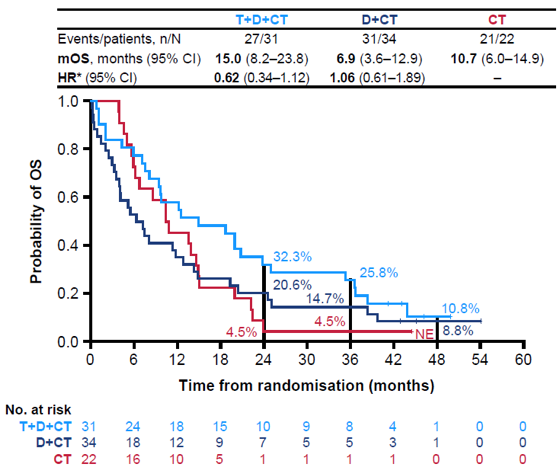 T+D+CT D+CT CT
Events/patients, n/N 27/31 31/34 21/22
mOS, months (95% CI) 15.0 (8.2–23.8) 6.9 (3.6–12.9) 10.7 (6.0–14.9)
HR* (95% CI) 0.62 (0.34–1.12) 1.06 (0.61–1.89) –
1.0
0.8
0.6
0.4
0.2
0.0
Probability of OS
32.3%
25.8%
20.6%
14.7%
10.8%
4.5%
4.5%
NE
8.8%
0 6 12 18 24 30 36 42 48 54 60
Time from randomisation (months)
No. at risk
T+D+CT 31 24 18 15 10 9 8 4 1 0 0
D+CT 34 18 12 9 7 5 5 3 1 0 0
CT 22 16 10 5 1 1 1 1 0 0 0